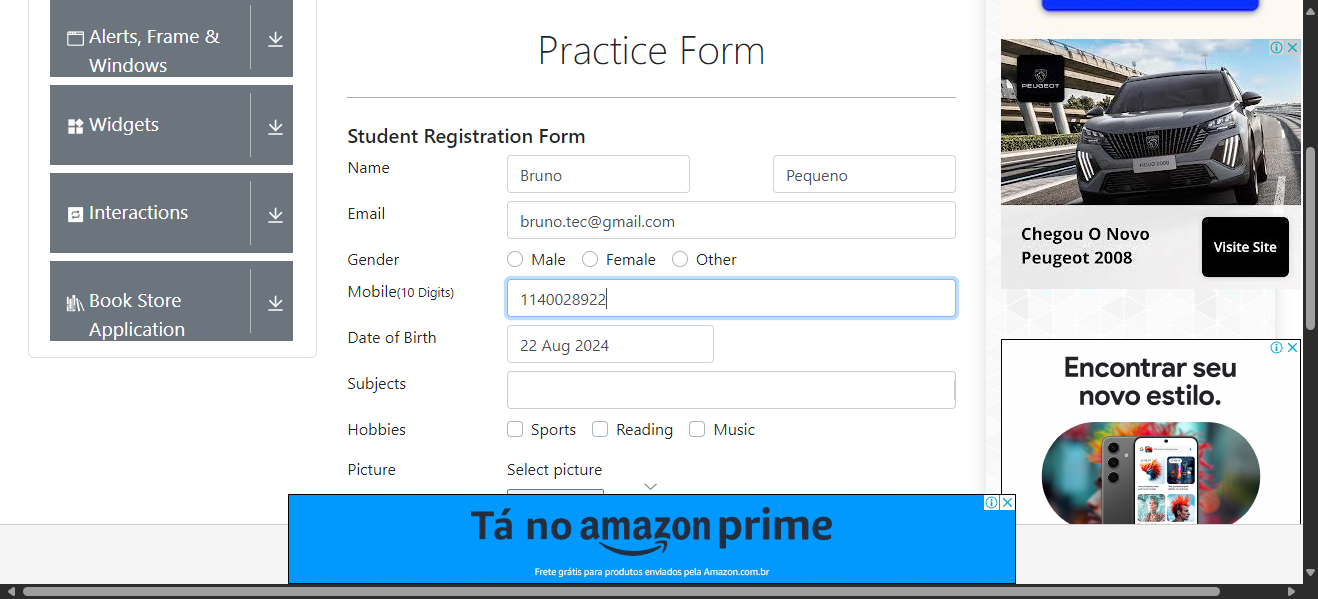 Alerts, Frame &
Windows
Widgets
Interactions
Book Store
Application
Practice Form
Student Registration Form
Name
Bruno
Pequeno
Email
bruno.tec@gmail.com
Gender
Male
Female
Other
Mobile(10 Digits)
1140028922
Date of Birth
22 Aug 2024
Subjects
Hobbies
Sports
Reading
Music
Picture
Select picture
PEUGEOT
NOVO 2008
Chegou O Novo
Peugeot 2008
Visite Site
Encontrar seu
novo estilo.
Tá no amazon prime
Frete grátis para produtos enviados pela Amazon.com.br